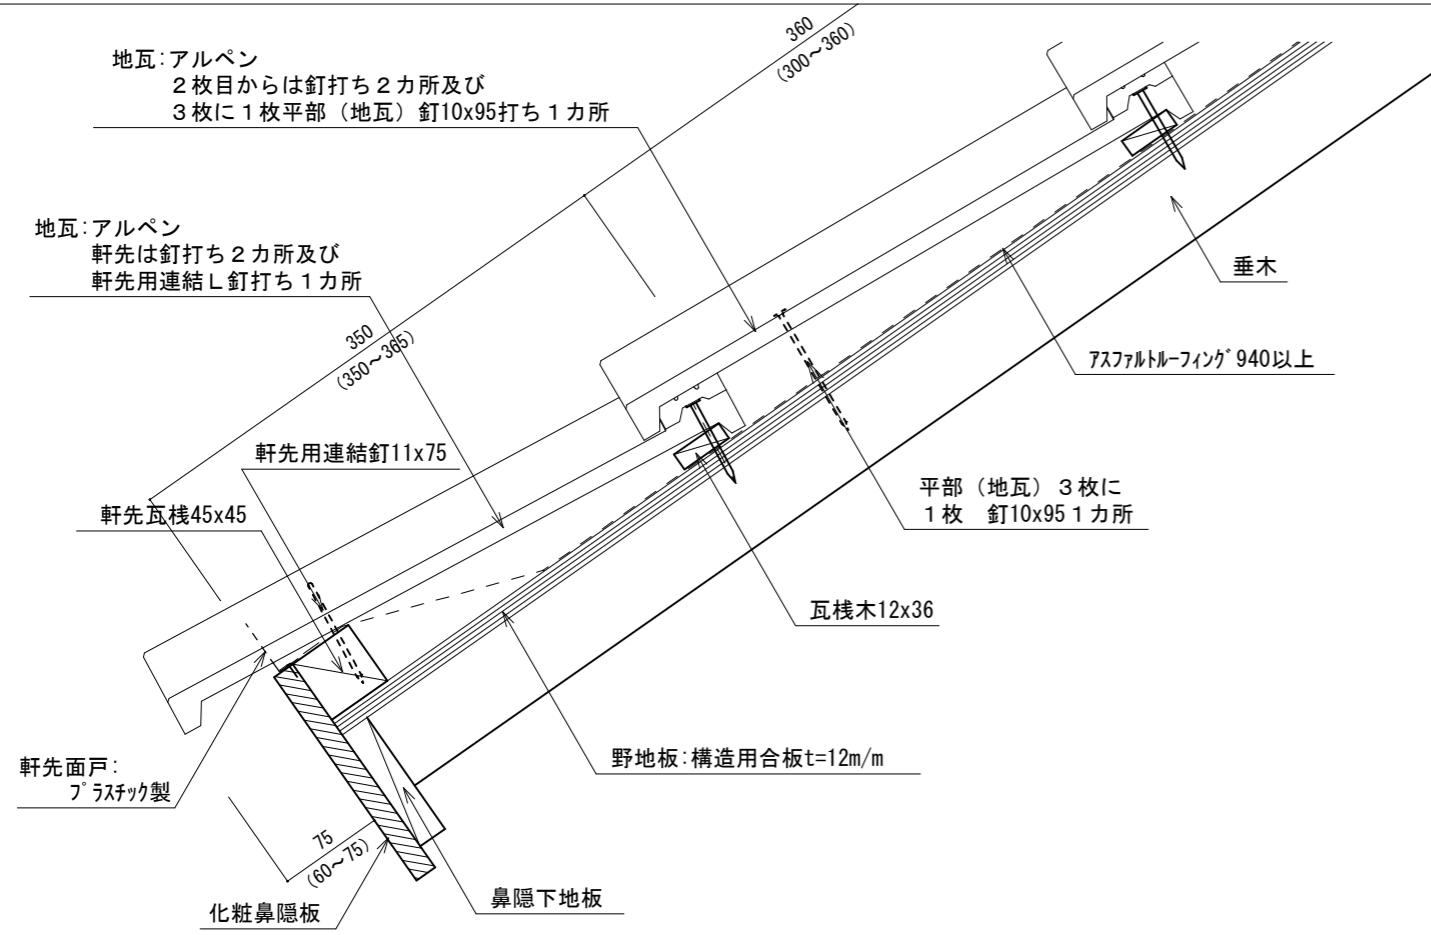 360
(300～360)
地瓦:アルペン
２枚目からは釘打ち２カ所及び
３枚に１枚平部（地瓦）釘10x95打ち１カ所
地瓦:アルペン
軒先は釘打ち２カ所及び
軒先用連結Ｌ釘打ち１カ所
垂木
350
(350～365)
ｱｽﾌｧﾙﾄﾙｰﾌｨﾝｸﾞ940以上
軒先用連結釘11x75
軒先瓦桟45x45
平部（地瓦）３枚に
１枚　釘10x95１カ所
瓦桟木12x36
野地板:構造用合板t=12m/m
軒先面戸:
ﾌﾟﾗｽﾁｯｸ製
75
(60～75)
鼻隠下地板
化粧鼻隠板